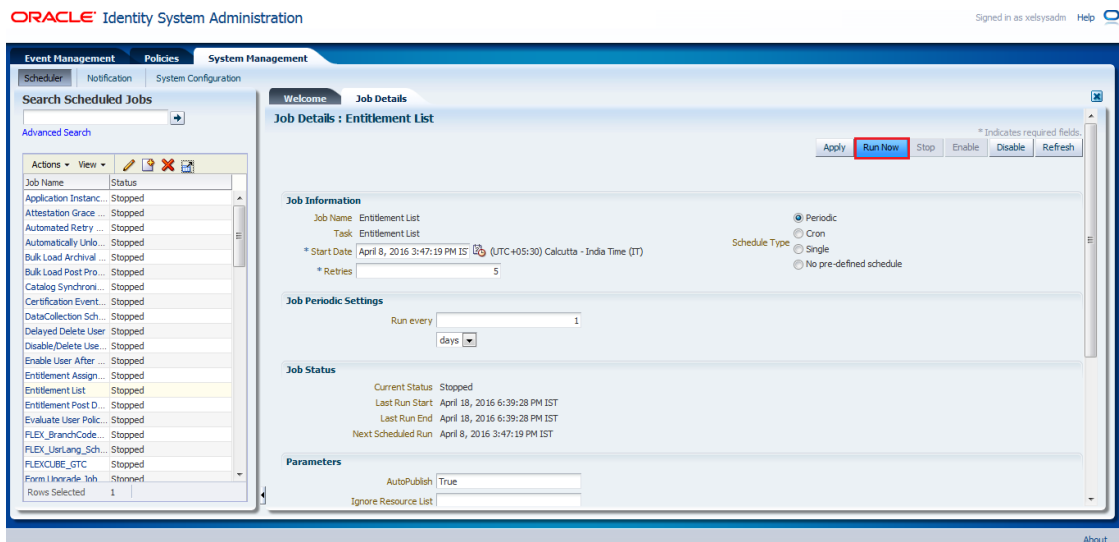 ORACLE Identity System Administration
Signed in as xelsysadm Help
Event Management Policies System Management
Scheduler Notification System Configuration
Search Scheduled Jobs
Advanced Search
Actions View
Job Name Status
Application Instanc... Stopped
Attestation Grace ... Stopped
Automated Retry ... Stopped
Automatically Unlo... Stopped
Bulk Load Archival ... Stopped
Bulk Load Post Pro... Stopped
Catalog Synchroni... Stopped
Certification Event... Stopped
DataCollection Sch... Stopped
Delayed Delete User Stopped
Disable/Delete Use... Stopped
Enable User After ... Stopped
Entitlement Assign... Stopped
Entitlement List Stopped
Entitlement Post D... Stopped
Evaluate User Polic... Stopped
FLEX_BranchCode... Stopped
FLEX_UsrLang_Sch... Stopped
FLEXCUBE_GTC Stopped
Form Upgrade Job Stopped
Rows Selected 1
Welcome Job Details
Job Details : Entitlement List
* Indicates required fields.
Apply Run Now Stop Enable Disable Refresh
Job Information
Job Name Entitlement List
Task Entitlement List
* Start Date April 8, 2016 3:47:19 PM IS (UTC+05:30) Calcutta - India Time (IT)
* Retries 5
Schedule Type
Periodic
Cron
Single
No pre-defined schedule
Job Periodic Settings
Run every 1
days
Job Status
Current Status Stopped
Last Run Start April 18, 2016 6:39:28 PM IST
Last Run End April 18, 2016 6:39:28 PM IST
Next Scheduled Run April 8, 2016 3:47:19 PM IST
Parameters
AutoPublish True
Ignore Resource List
About